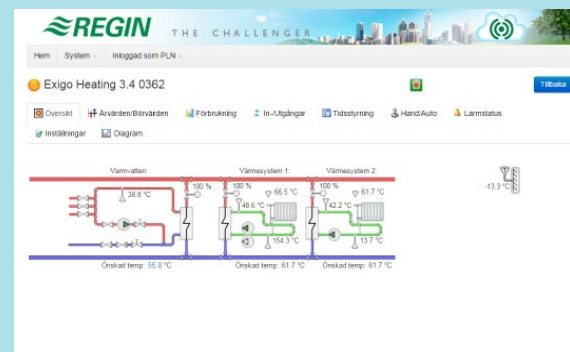 REGIN THE CHALLENGER
Hem System Inloggad som PLN
Exigo Heating 3.4 0362 Tillbaka
Översikt Ärvärden/Börvärden Förbrukning In-/Utgångar Tidsstyrning Hand/Auto Larmstatus
Inställningar Diagram
Varmvatten: Värmesystem 1: Värmesystem 2:
38.8 °C 100 % 100 % 66.5 °C 100 % 61.7 °C -13.3 °C
48.6 °C 42.2 °C
154.3 °C 13.7 °C
Önskad temp: 55.0 °C Önskad temp: 61.7 °C Önskad temp: 61.7 °C